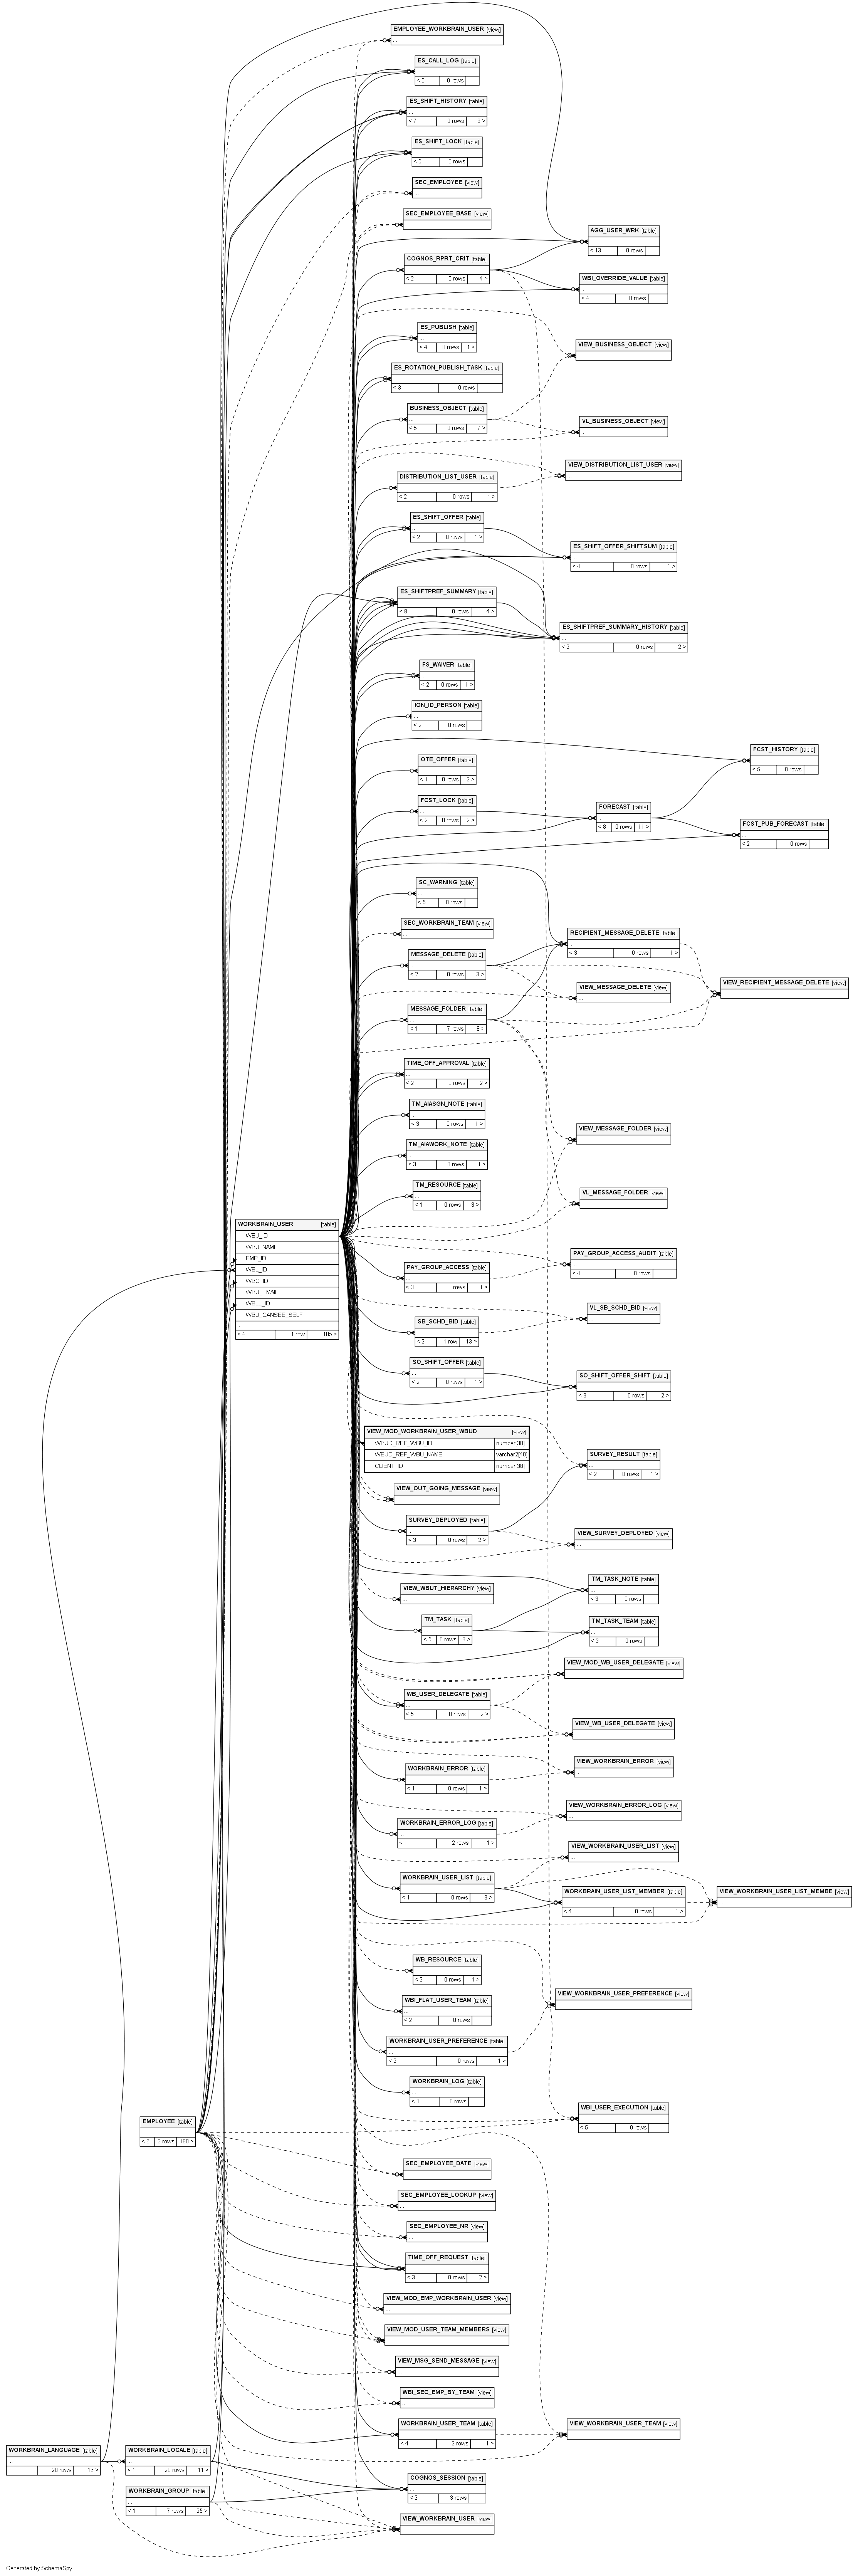 EMPLOYEE_WORKBRAIN_USER [view]
...
ES_CALL_LOG [table]
...
< 5 0 rows
ES_SHIFT_HISTORY [table]
...
< 7 0 rows 3 >
ES_SHIFT_LOCK [table]
...
< 5 0 rows
SEC_EMPLOYEE [view]
...
SEC_EMPLOYEE_BASE [view]
...
AGG_USER_WRK [table]
...
< 13 0 rows
COGNOS_RPRT_CRIT [table]
...
< 2 0 rows 4 >
WBI_OVERRIDE_VALUE [table]
...
< 4 0 rows
ES_PUBLISH [table]
...
< 4 0 rows 1 >
VIEW_BUSINESS_OBJECT [view]
...
ES_ROTATION_PUBLISH_TASK [table]
...
< 3 0 rows
BUSINESS_OBJECT [table]
...
< 5 0 rows 7 >
VL_BUSINESS_OBJECT [view]
...
VIEW_DISTRIBUTION_LIST_USER [view]
...
DISTRIBUTION_LIST_USER [table]
...
< 2 0 rows 1 >
ES_SHIFT_OFFER [table]
...
< 2 0 rows 1 >
ES_SHIFT_OFFER_SHIFTSUM [table]
...
< 4 0 rows 1 >
ES_SHIFTPREF_SUMMARY [table]
...
< 9 0 rows 4 >
ES_SHIFTPREF_SUMMARY_HISTORY [table]
...
< 9 0 rows 2 >
FS_WAIVER [table]
...
< 2 0 rows 1 >
ION_ID_PERSON [table]
...
< 2 0 rows
FCST_HISTORY [table]
...
< 5 0 rows
OTE_OFFER [table]
...
< 1 0 rows 2 >
FCST_LOCK [table]
...
< 2 0 rows 2 >
FORECAST [table]
...
< 8 0 rows 11 >
FCST_PUB_FORECAST [table]
...
< 2 0 rows
SC_WARNING [table]
...
< 5 0 rows
SEC_WORKBRAIN_TEAM [view]
...
RECIPIENT_MESSAGE_DELETE [table]
...
< 3 0 rows 1 >
MESSAGE_DELETE [table]
...
< 2 0 rows 3 >
VIEW_MESSAGE_DELETE [view]
...
VIEW_RECIPIENT_MESSAGE_DELETE [view]
...
MESSAGE_FOLDER [table]
...
< 1 7 rows 8 >
TIME_OFF_APPROVAL [table]
...
< 2 0 rows 2 >
TM_AIASGN_NOTE [table]
...
< 3 0 rows 1 >
VIEW_MESSAGE_FOLDER [view]
...
TM_AIAWORK_NOTE [table]
...
< 3 0 rows 1 >
TM_RESOURCE [table]
...
< 1 0 rows 3 >
VL_MESSAGE_FOLDER [view]
...
WORKBRAIN_USER [table]
WBU_ID
WBU_NAME
EMP_ID
WBL_ID
WBG_ID
WBU_EMAIL
WBLL_ID
WBU_CANSEE_SELF
...
< 4 1 row 105 >
PAY_GROUP_ACCESS_AUDIT [table]
...
< 4 0 rows
PAY_GROUP_ACCESS [table]
...
< 3 0 rows 1 >
VL_SB_SCHD_BID [view]
...
SB_SCHD_BID [table]
...
< 2 1 row 13 >
SO_SHIFT_OFFER [table]
...
< 2 0 rows 1 >
SO_SHIFT_OFFER_SHIFT [table]
...
< 3 0 rows 2 >
VIEW_MOD_WORKBRAIN_USER_WBUD [view]
WBUD_REF_WBU_ID number[38]
WBUD_REF_WBU_NAME varchar2[40]
CLIENT_ID number[38]
SURVEY_RESULT [table]
...
< 2 0 rows 1 >
VIEW_OUT_GOING_MESSAGE [view]
...
SURVEY_DEPLOYED [table]
...
< 3 0 rows 2 >
VIEW_SURVEY_DEPLOYED [view]
...
VIEW_WBUT_HIERARCHY [view]
...
TM_TASK_NOTE [table]
...
< 3 0 rows
TM_TASK [table]
...
< 5 0 rows 3 >
TM_TASK_TEAM [table]
...
< 3 0 rows
VIEW_MOD_WB_USER_DELEGATE [view]
...
WB_USER_DELEGATE [table]
...
< 5 0 rows 2 >
VIEW_WB_USER_DELEGATE [view]
...
VIEW_WORKBRAIN_ERROR [view]
...
WORKBRAIN_ERROR [table]
...
< 1 0 rows 1 >
VIEW_WORKBRAIN_ERROR_LOG [view]
...
WORKBRAIN_ERROR_LOG [table]
...
< 1 2 rows 1 >
VIEW_WORKBRAIN_USER_LIST [view]
...
WORKBRAIN_USER_LIST [table]
...
< 1 0 rows 3 >
WORKBRAIN_USER_LIST_MEMBER [table]
...
< 4 0 rows 1 >
VIEW_WORKBRAIN_USER_LIST_MEMBE [view]
...
WB_RESOURCE [table]
...
< 2 0 rows 1 >
VIEW_WORKBRAIN_USER_PREFERENCE [view]
...
WBI_FLAT_USER_TEAM [table]
...
< 2 0 rows
WORKBRAIN_USER_PREFERENCE [table]
...
< 2 0 rows 1 >
WORKBRAIN_LOG [table]
...
< 1 0 rows
WBI_USER_EXECUTION [table]
...
< 5 0 rows
EMPLOYEE [table]
...
< 6 3 rows 180 >
SEC_EMPLOYEE_DATE [view]
...
SEC_EMPLOYEE_LOOKUP [view]
...
SEC_EMPLOYEE_NR [view]
...
TIME_OFF_REQUEST [table]
...
< 3 0 rows 2 >
VIEW_MOD_EMP_WORKBRAIN_USER [view]
...
VIEW_MOD_USER_TEAM_MEMBERS [view]
...
VIEW_MSG_SEND_MESSAGE [view]
...
WBI_SEC_EMP_BY_TEAM [view]
...
WORKBRAIN_USER_TEAM [table]
...
< 4 2 rows 1 >
VIEW_WORKBRAIN_USER_TEAM [view]
...
WORKBRAIN_LANGUAGE [table]
...
20 rows 16 >
WORKBRAIN_LOCALE [table]
...
< 1 20 rows 11 >
COGNOS_SESSION [table]
...
< 3 3 rows
WORKBRAIN_GROUP [table]
...
< 1 7 rows 25 >
VIEW_WORKBRAIN_USER [view]
...
Generated by SchemaSpy